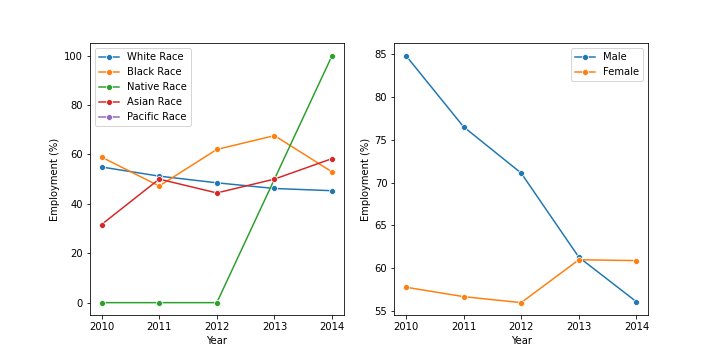 White Race
Black Race
Native Race
Asian Race
Pacific Race
100
80
60
40
20
0
Employment (%)
2010 2011 2012 2013 2014
Year
Male
Female
85
80
75
70
65
60
55
Employment (%)
2010 2011 2012 2013 2014
Year